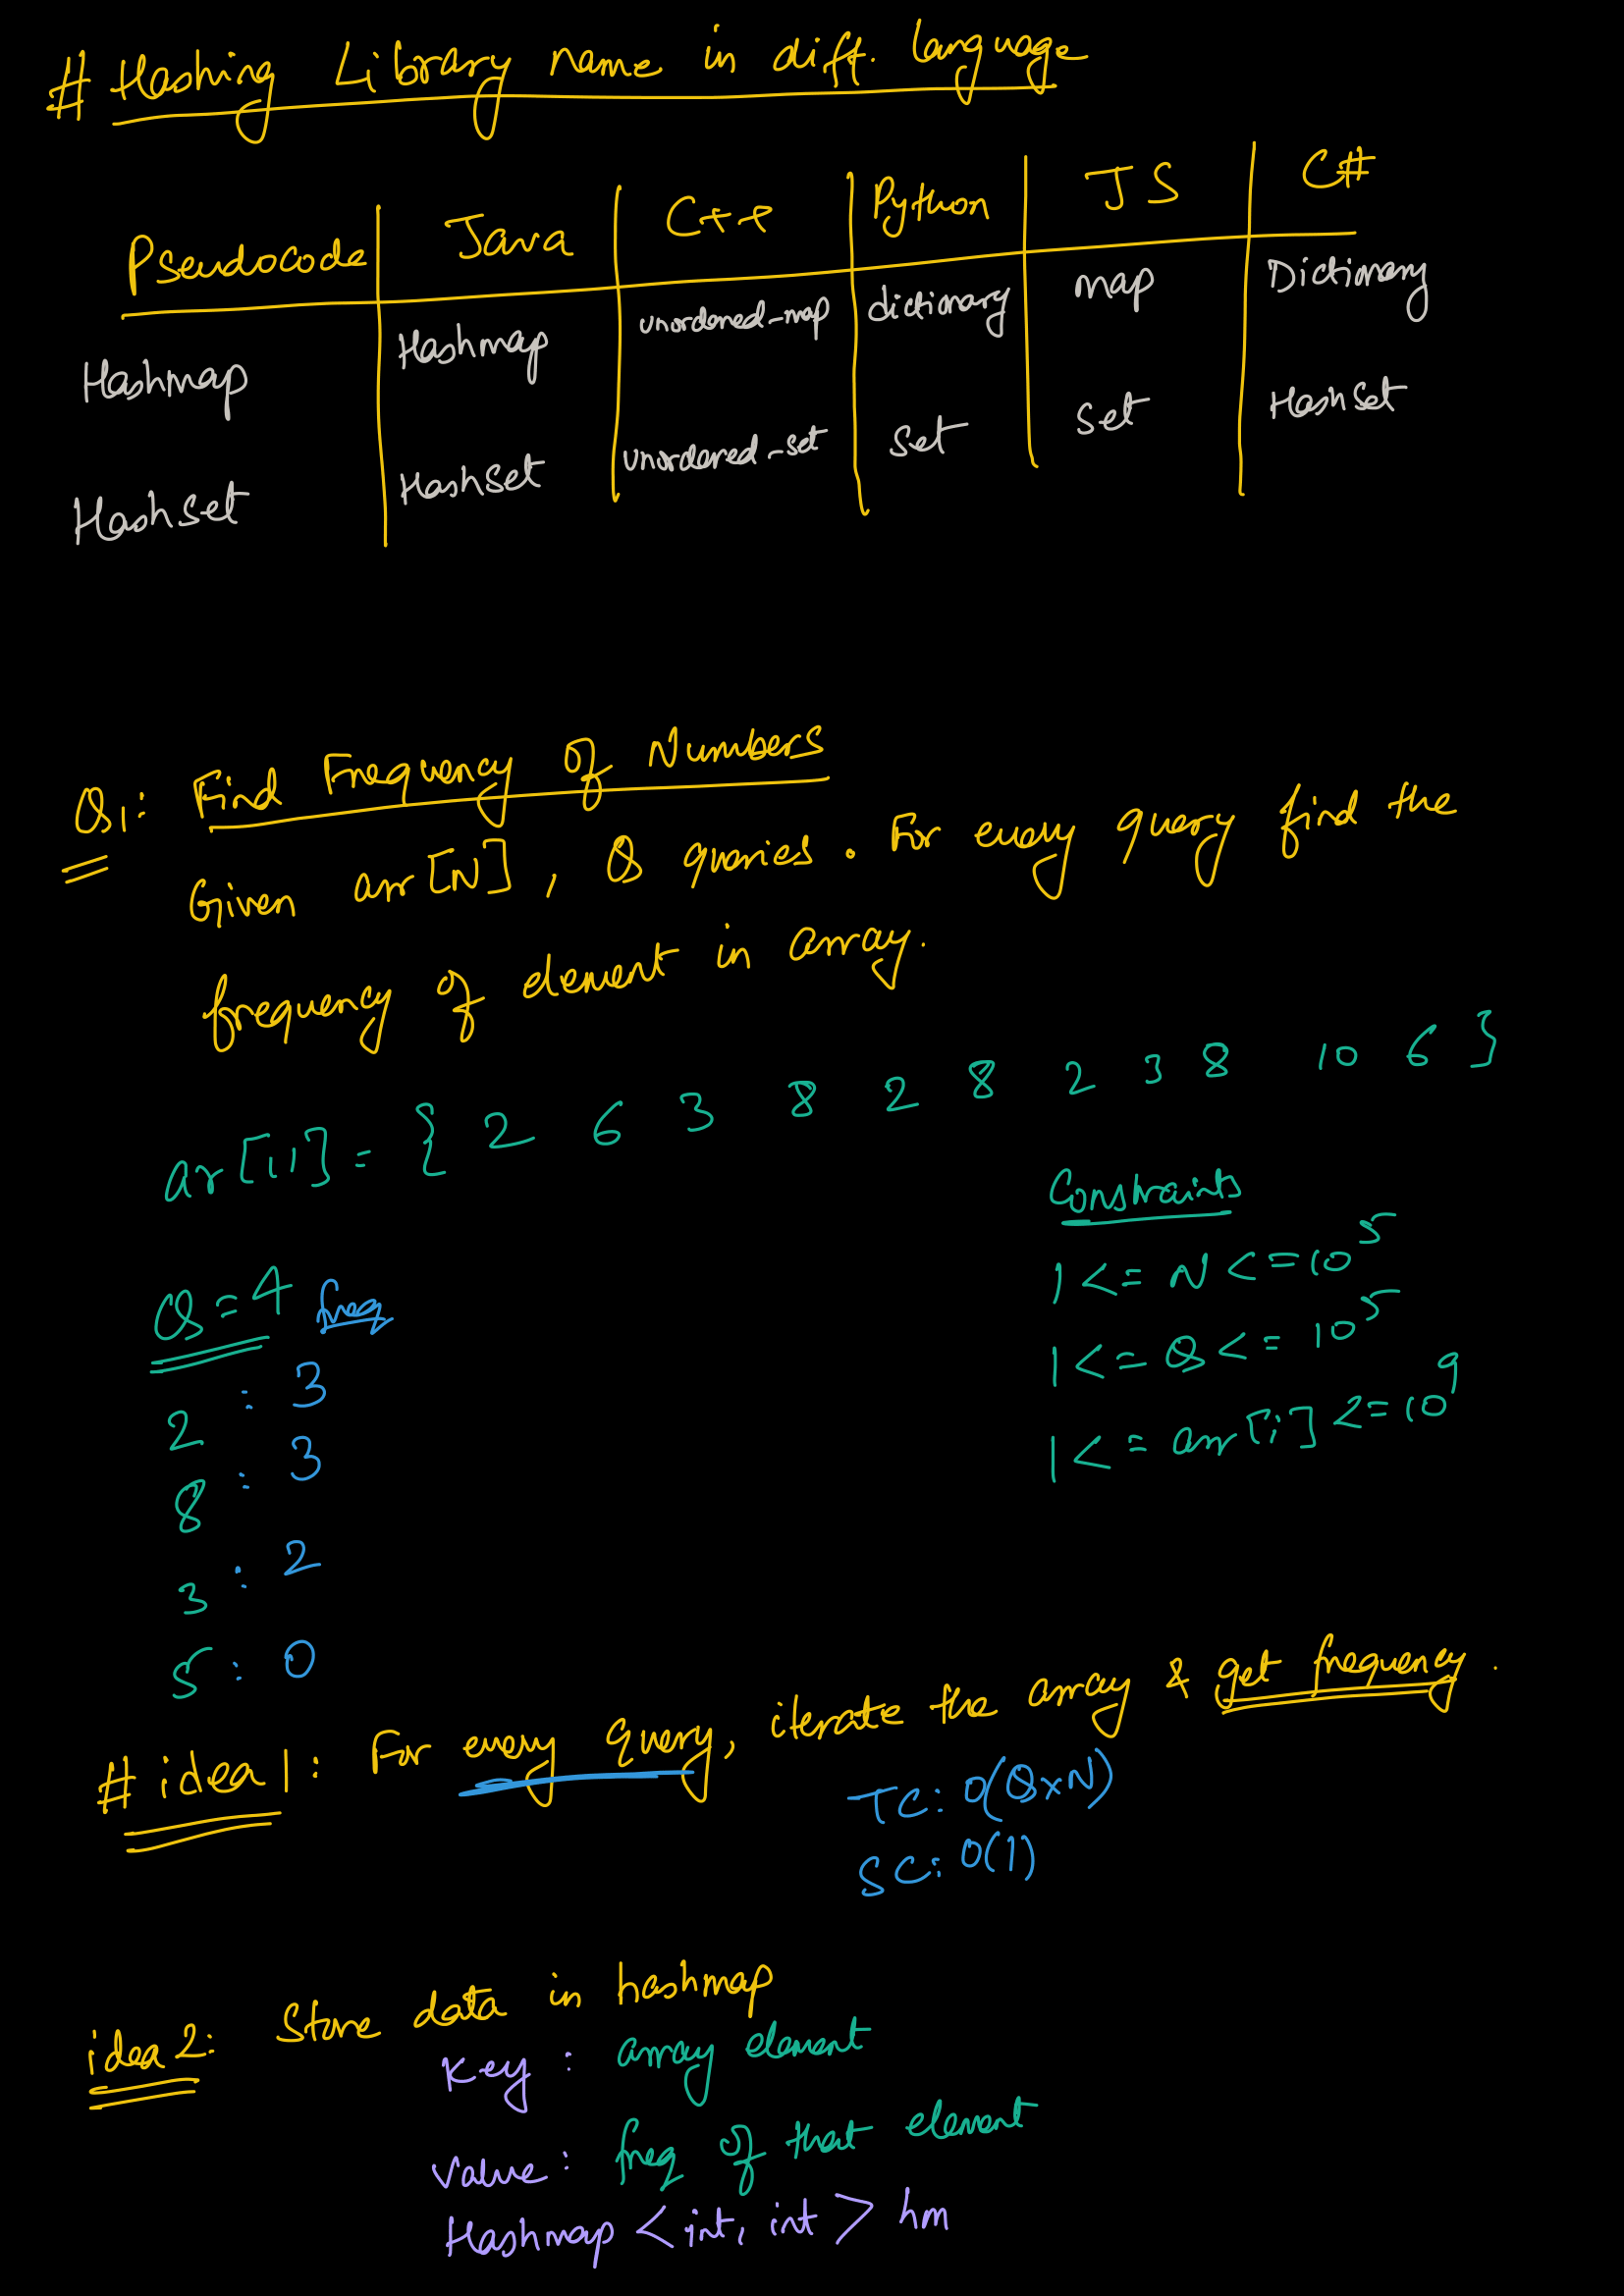 # Hashing Library name in diff. language
Pseudocode Java C++ Python JS C#
Hashmap Hashmap unordered_map dictionary map Dictionary
Hashset Hashset unordered_set set set Hashset
Q1: Find Frequency of Numbers
Given arr[N], Q queries. For every query find the
frequency of element in array.
ar[11] = { 2 6 3 8 2 8 2 3 8 10 6 }
Constraints
1 <= N <= 10^5
1 <= Q <= 10^5
1 <= arr[i] <= 10^9
Q=4 freq
2 : 3
8 : 3
3 : 2
5 : 0
# idea 1: For every query, iterate the array & get frequency.
TC: O(Q×N)
SC: O(1)
idea 2: Store data in hashmap
Key : array element
Value : freq of that element
Hashmap <int, int> hm